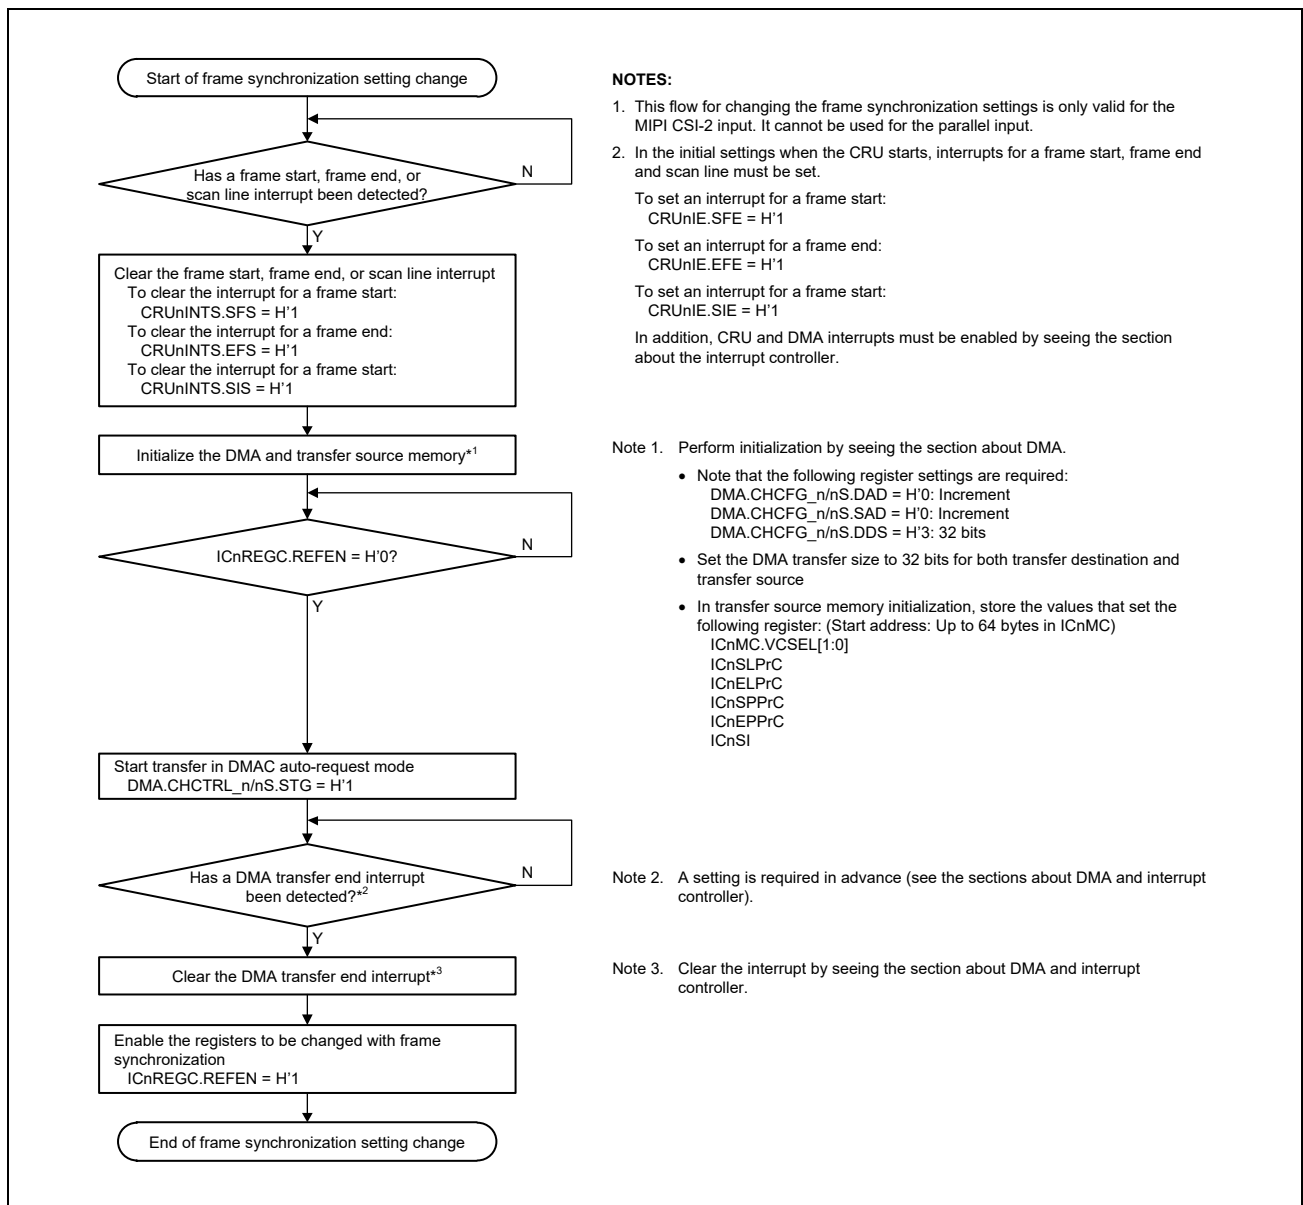 Start of frame synchronization setting change
Has a frame start, frame end, or
scan line interrupt been detected?
N
Y
Clear the frame start, frame end, or scan line interrupt
To clear the interrupt for a frame start:
CRUnINTS.SFS = H'1
To clear the interrupt for a frame end:
CRUnINTS.EFS = H'1
To clear the interrupt for a frame start:
CRUnINTS.SIS = H'1
Initialize the DMA and transfer source memory*1
ICnREGC.REFEN = H'0?
N
Y
Start transfer in DMAC auto-request mode
DMA.CHCTRL_n/nS.STG = H'1
Has a DMA transfer end interrupt
been detected?*2
N
Y
Clear the DMA transfer end interrupt*3
Enable the registers to be changed with frame
synchronization
ICnREGC.REFEN = H'1
End of frame synchronization setting change
NOTES:
1. This flow for changing the frame synchronization settings is only valid for the
MIPI CSI-2 input. It cannot be used for the parallel input.
2. In the initial settings when the CRU starts, interrupts for a frame start, frame end
and scan line must be set.
To set an interrupt for a frame start:
CRUnIE.SFE = H'1
To set an interrupt for a frame end:
CRUnIE.EFE = H'1
To set an interrupt for a frame start:
CRUnIE.SIE = H'1
In addition, CRU and DMA interrupts must be enabled by seeing the section
about the interrupt controller.
Note 1. Perform initialization by seeing the section about DMA.
• Note that the following register settings are required:
DMA.CHCFG_n/nS.DAD = H'0: Increment
DMA.CHCFG_n/nS.SAD = H'0: Increment
DMA.CHCFG_n/nS.DDS = H'3: 32 bits
• Set the DMA transfer size to 32 bits for both transfer destination and
transfer source
• In transfer source memory initialization, store the values that set the
following register: (Start address: Up to 64 bytes in ICnMC)
ICnMC.VCSEL[1:0]
ICnSLPrC
ICnELPrC
ICnSPPrC
ICnEPPrC
ICnSI
Note 2. A setting is required in advance (see the sections about DMA and interrupt
controller).
Note 3. Clear the interrupt by seeing the section about DMA and interrupt
controller.